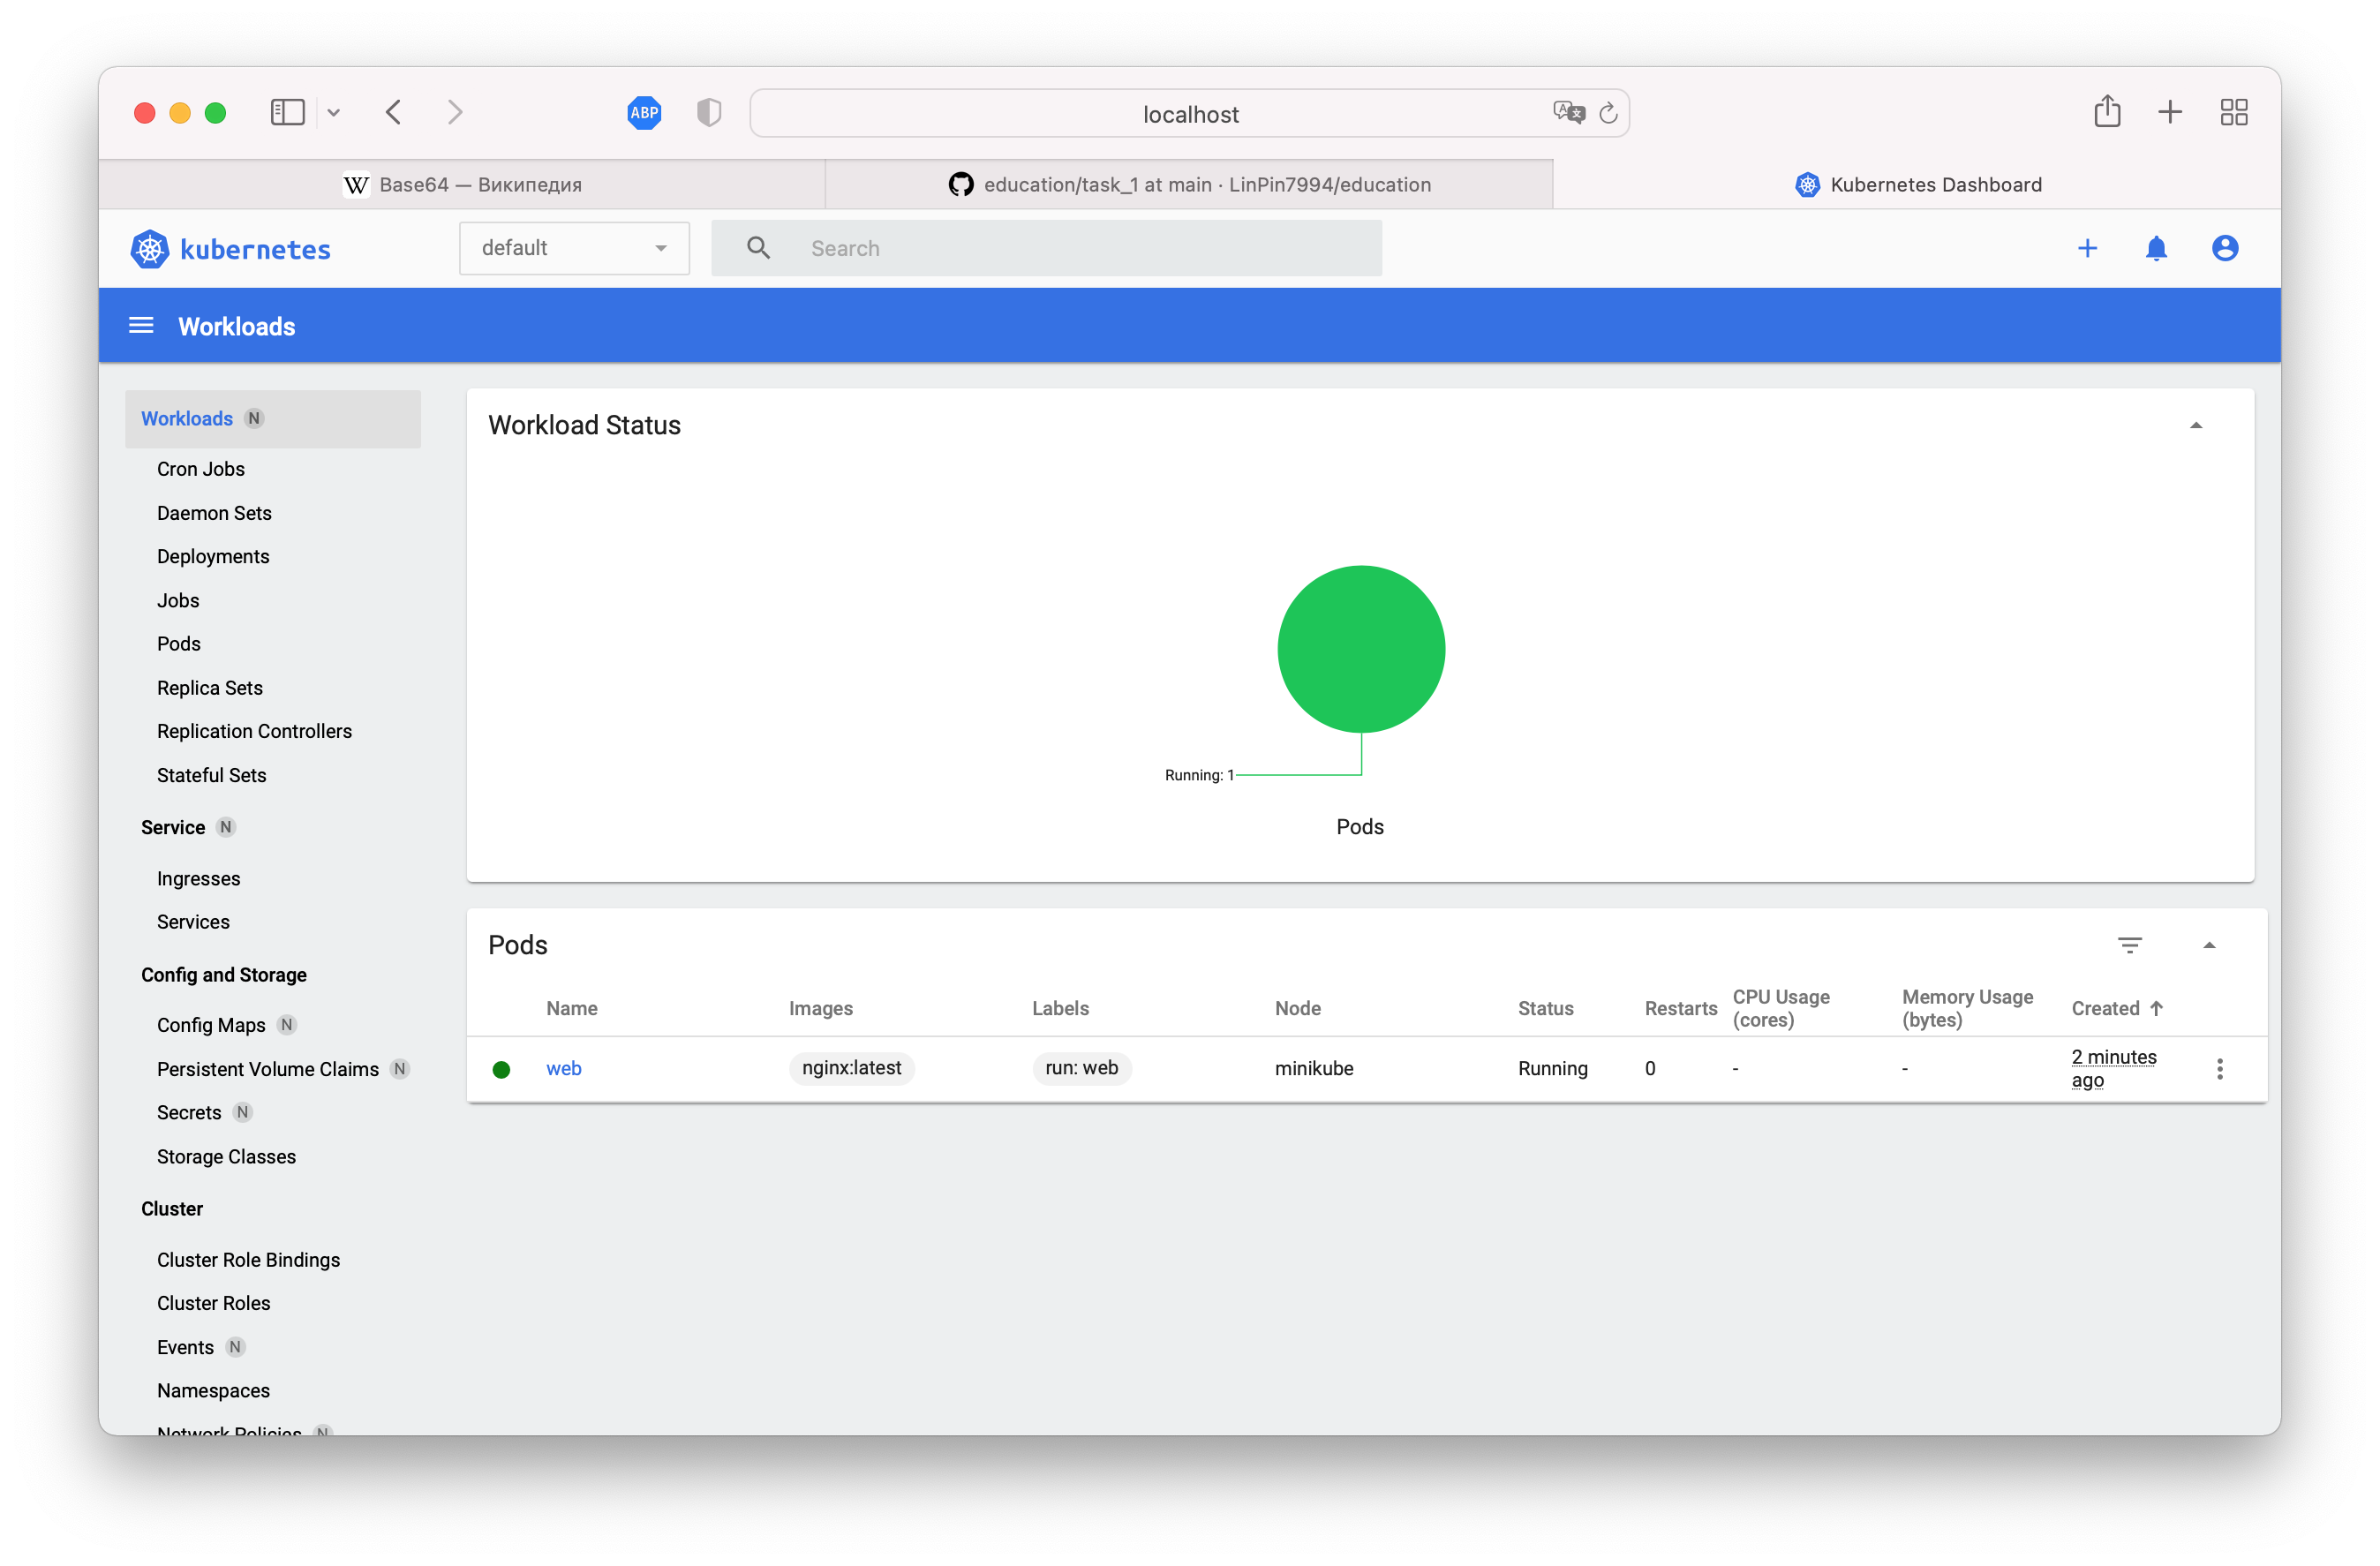 ABP
localhost
W Base64 — Википедия
education/task_1 at main · LinPin7994/education
Kubernetes Dashboard
kubernetes
default
Search
Workloads
Workloads N
Cron Jobs
Daemon Sets
Deployments
Jobs
Pods
Replica Sets
Replication Controllers
Stateful Sets
Service N
Ingresses
Services
Config and Storage
Config Maps N
Persistent Volume Claims N
Secrets N
Storage Classes
Cluster
Cluster Role Bindings
Cluster Roles
Events N
Namespaces
Network Policies N
Workload Status
Running: 1
Pods
Pods
Name Images Labels Node Status Restarts CPU Usage (cores) Memory Usage (bytes) Created
web nginx:latest run: web minikube Running 0 - - 2 minutes ago